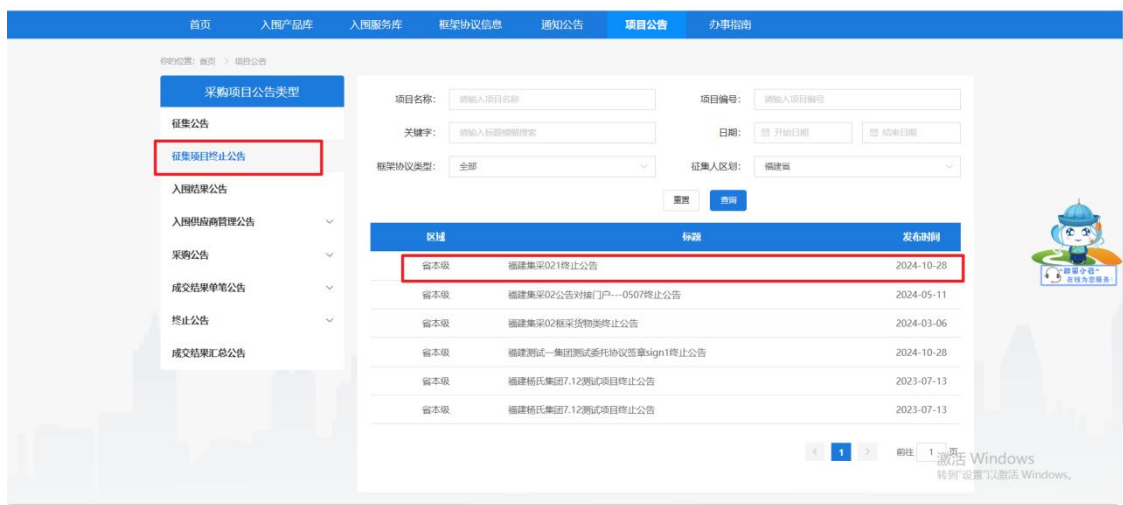 首页 入围产品库 入围服务库 框架协议信息 通知公告 项目公告 办事指南
你的位置：首页 > 项目公告
采购项目公告类型
征集公告
征集项目终止公告
入围结果公告
入围供应商管理公告
采购公告
成交结果单笔公告
终止公告
成交结果汇总公告
项目名称： 请输入项目名称 项目编号： 请输入项目编号
关键字： 请输入标题模糊搜索 日期： 开始日期 结束日期
框架协议类型： 全部 征集人区划： 福建省
重置 查询
区域 标题 发布时间
省本级 福建集采021终止公告 2024-10-28
省本级 福建集采02公告对接门户---0507终止公告 2024-05-11
省本级 福建集采02框采货物类终止公告 2024-03-06
省本级 福建测试一集团测试委托协议签章sign1终止公告 2024-10-28
省本级 福建杨氏集团7.12测试项目终止公告 2023-07-13
省本级 福建杨氏集团7.12测试项目终止公告 2023-07-13
< 1 > 前往 1 页
激活 Windows
转到"设置"以激活 Windows。
在线为您服务